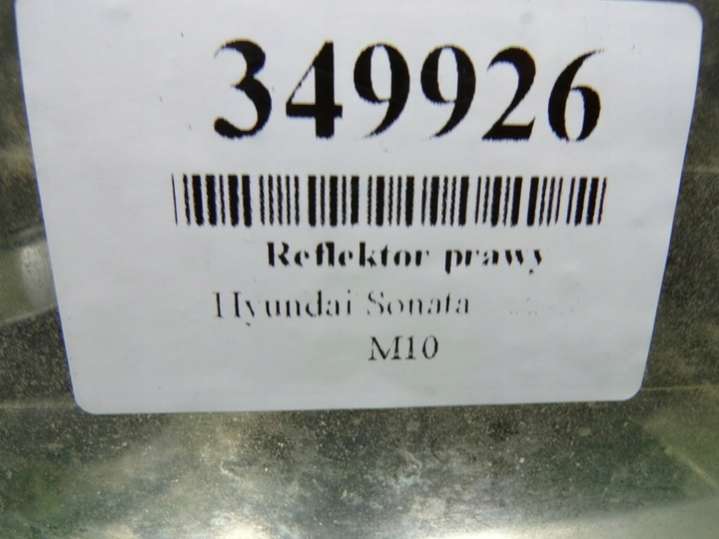 349926
Reflektor prawy
Hyundai Sonata
M10